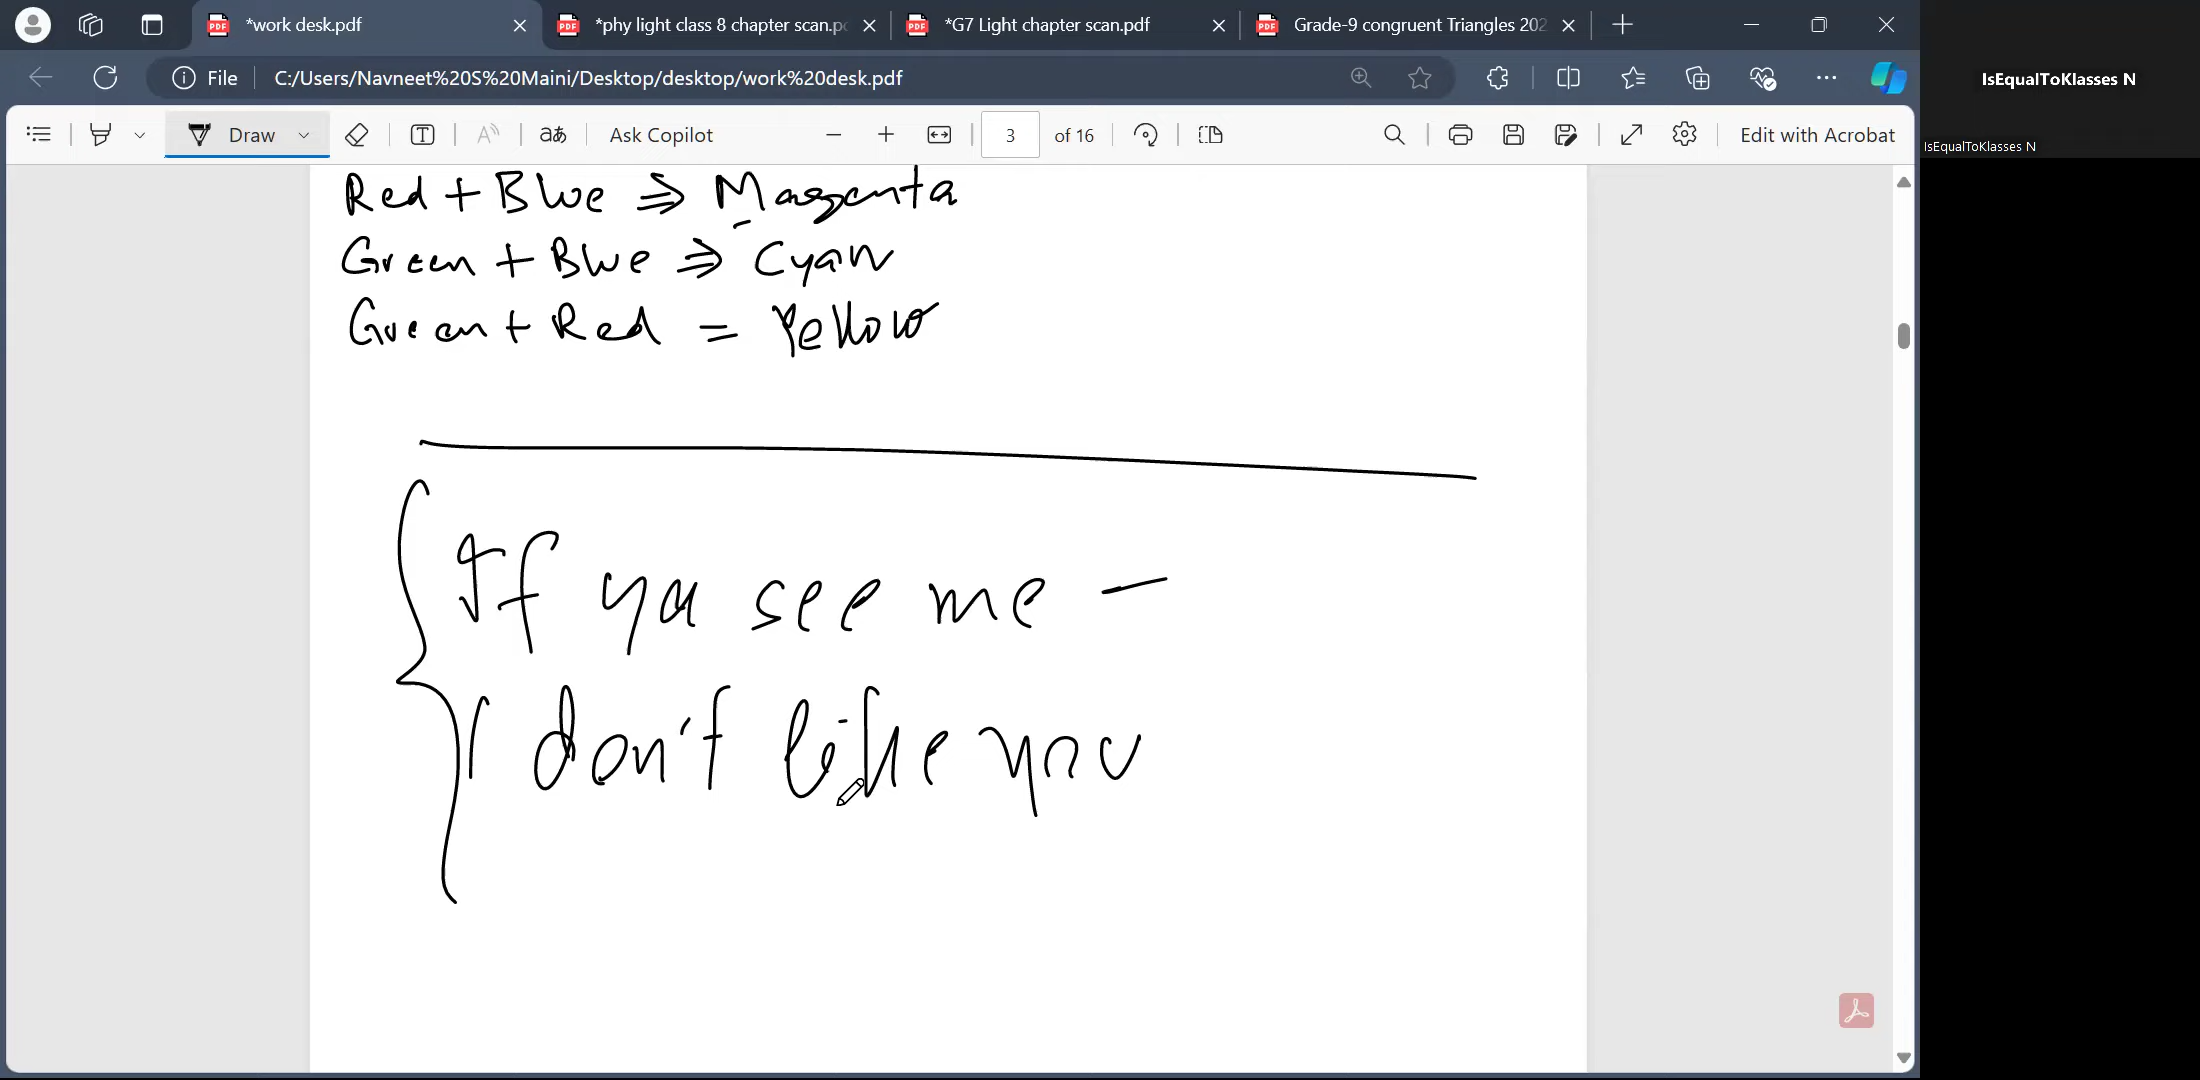 *work desk.pdf
*phy light class 8 chapter scan.p
*G7 Light chapter scan.pdf
Grade-9 congruent Triangles 202
File
C:/Users/Navneet%20S%20Maini/Desktop/desktop/work%20desk.pdf
IsEqualToKlasses N
IsEqualToKlasses N
Draw
Ask Copilot
3 of 16
Edit with Acrobat
Red + Blue ⇒ Magenta
Green + Blue ⇒ Cyan
Green + Red = Yellow
If you see me –
I don't like you